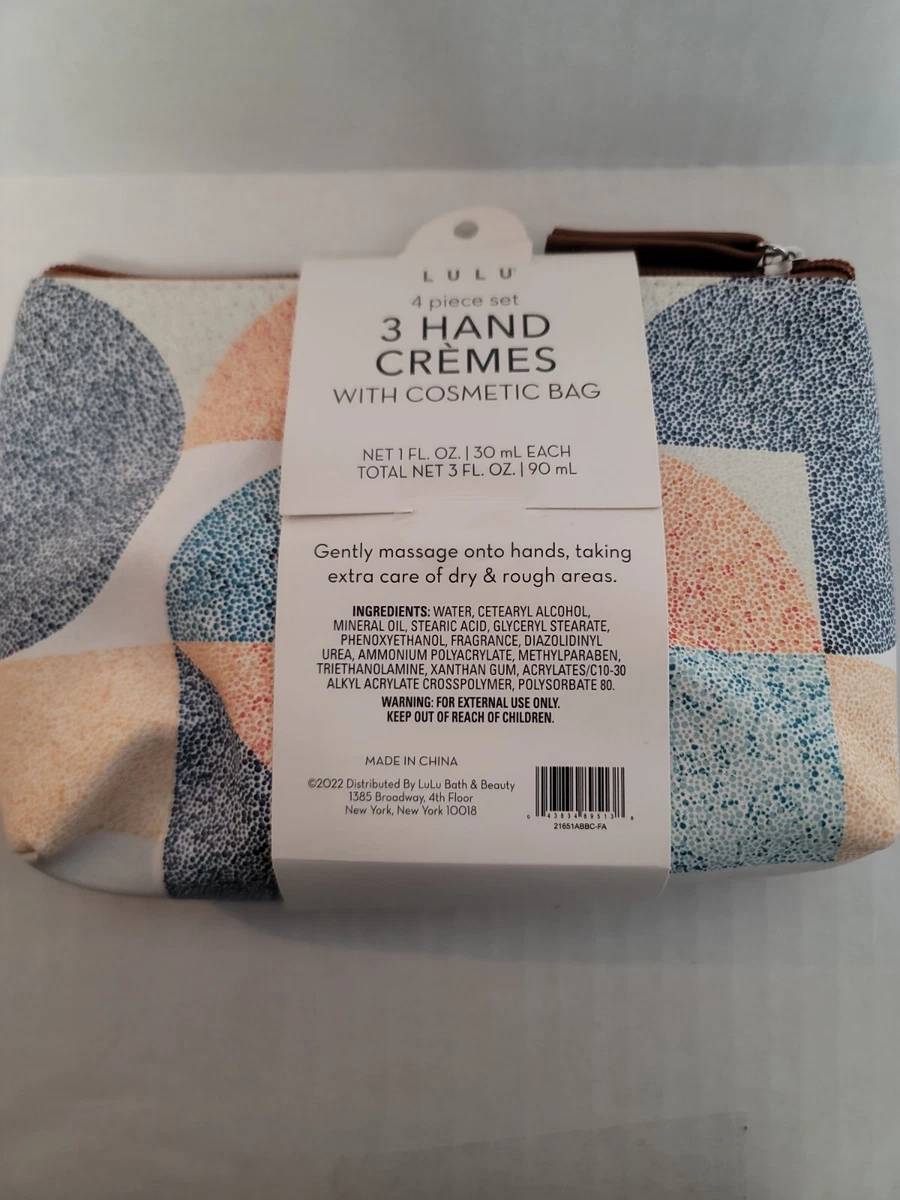 LULU
4 piece set
3 HAND
CRÈMES
WITH COSMETIC BAG
NET 1 FL. OZ. | 30 mL EACH
TOTAL NET 3 FL. OZ. | 90 mL
Gently massage onto hands, taking
extra care of dry & rough areas.
INGREDIENTS: WATER, CETEARYL ALCOHOL,
MINERAL OIL, STEARIC ACID, GLYCERYL STEARATE,
PHENOXYETHANOL, FRAGRANCE, DIAZOLIDINYL
UREA, AMMONIUM POLYACRYLATE, METHYLPARABEN,
TRIETHANOLAMINE, XANTHAN GUM, ACRYLATES/C10-30
ALKYL ACRYLATE CROSSPOLYMER, POLYSORBATE 80.
WARNING: FOR EXTERNAL USE ONLY.
KEEP OUT OF REACH OF CHILDREN.
MADE IN CHINA
©2022 Distributed By LuLu Bath & Beauty
1385 Broadway, 4th Floor
New York, New York 10018
0 43834 89513 8
21651ABBC-FA